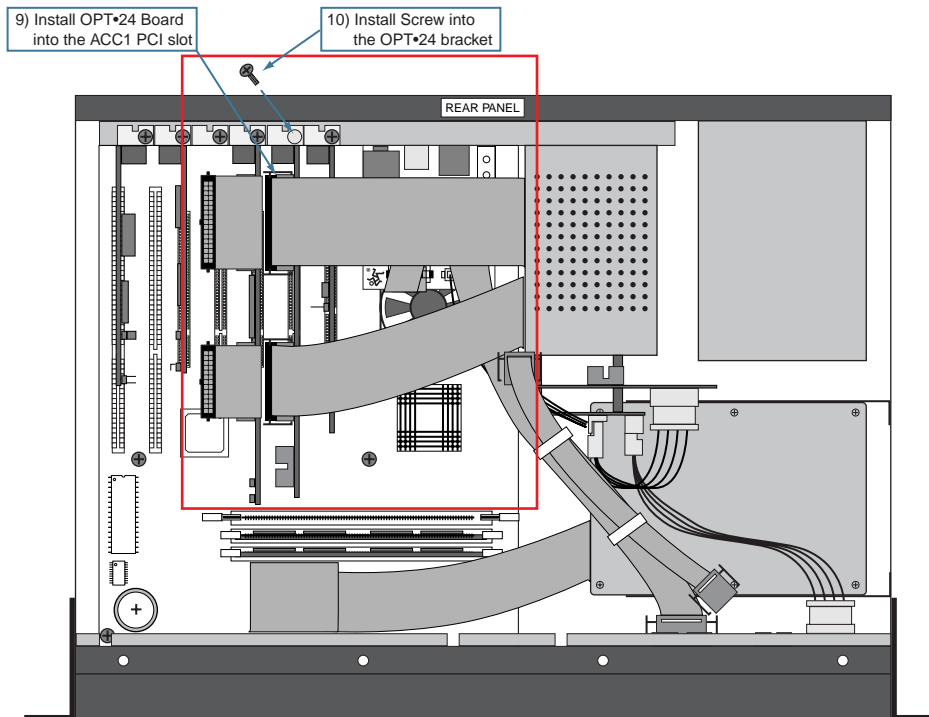 9) Install OPT•24 Board
into the ACC1 PCI slot
10) Install Screw into
the OPT•24 bracket
REAR PANEL